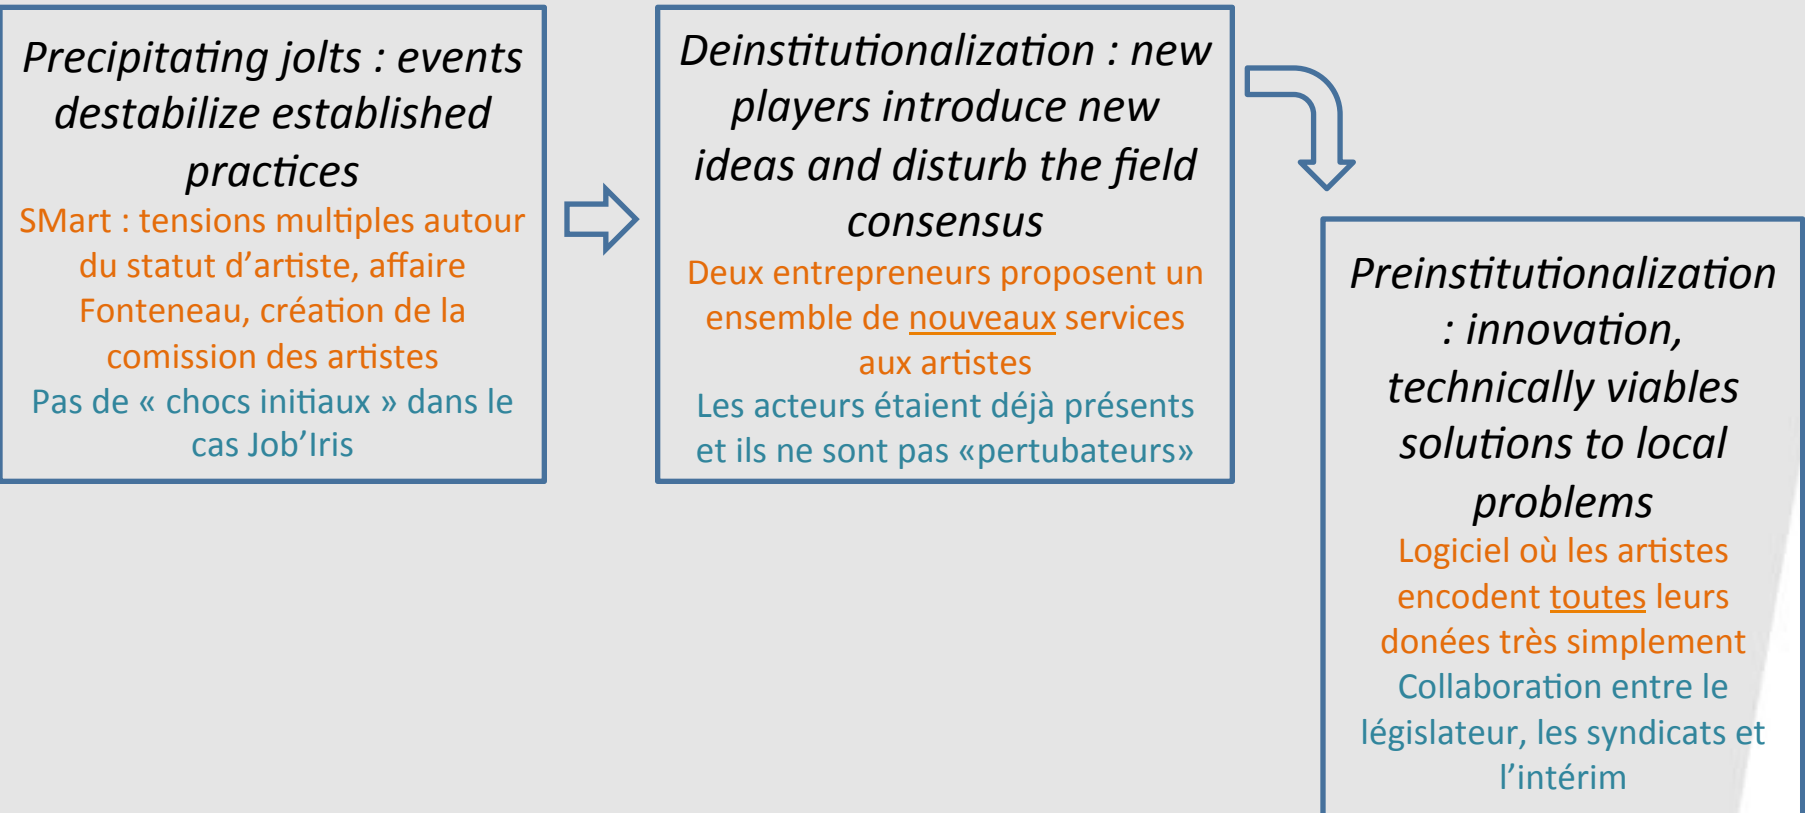 Precipitating jolts : events
destabilize established
practices
SMart : tensions multiples autour
du statut d’artiste, affaire
Fonteneau, création de la
comission des artistes
Pas de « chocs initiaux » dans le
cas Job’Iris
Deinstitutionalization : new
players introduce new
ideas and disturb the field
consensus
Deux entrepreneurs proposent un
ensemble de nouveaux services
aux artistes
Les acteurs étaient déjà présents
et ils ne sont pas «pertubateurs»
Preinstitutionalization
: innovation,
technically viables
solutions to local
problems
Logiciel où les artistes
encodent toutes leurs
donées très simplement
Collaboration entre le
législateur, les syndicats et
l’intérim